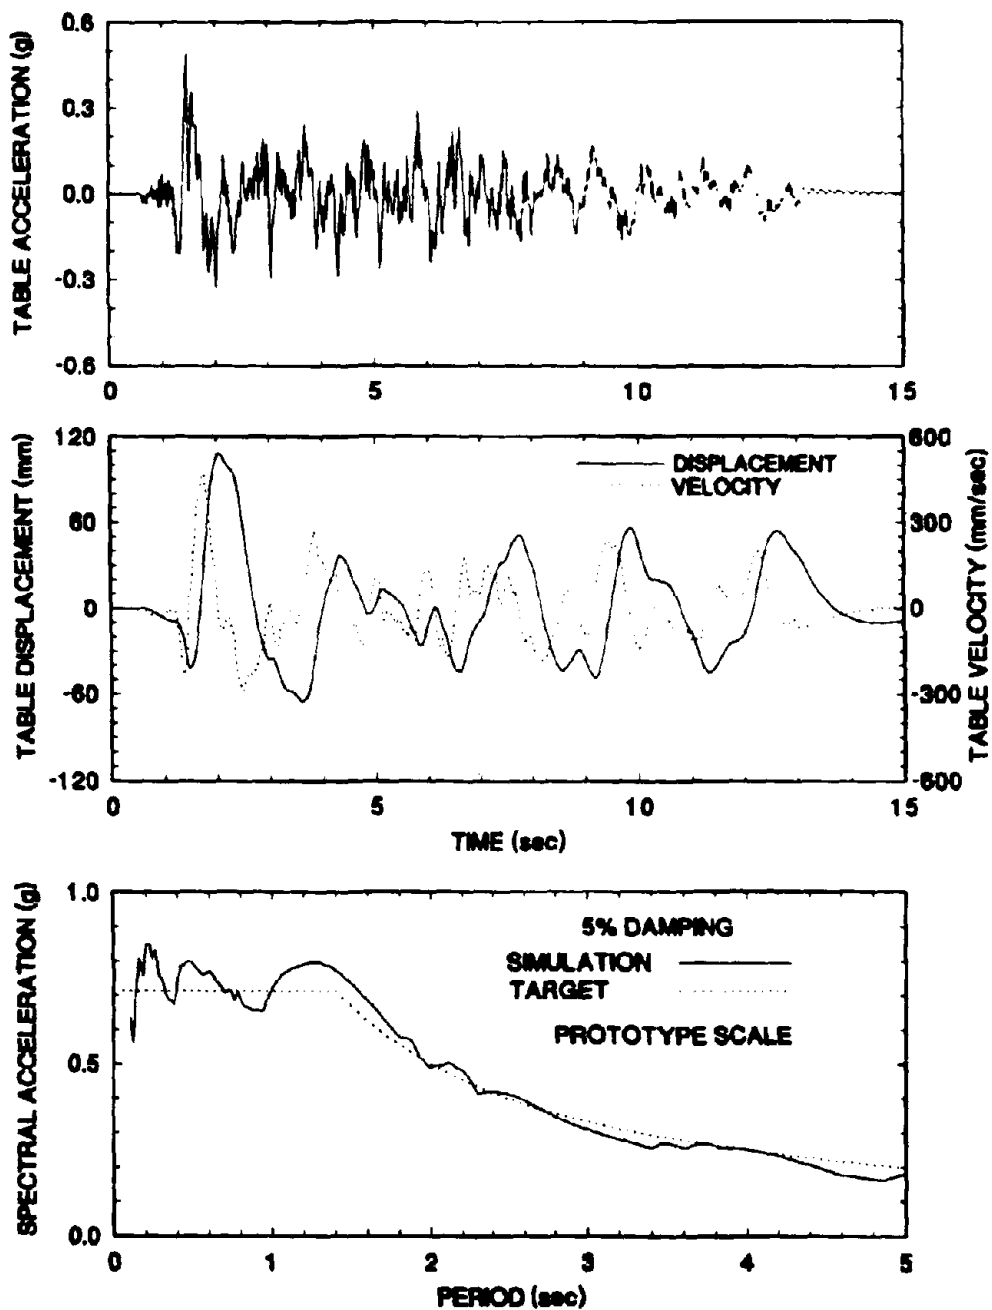 TABLE ACCELERATION (g)
0.6
0.3
0.0
-0.3
-0.6
0
5
10
15
TABLE DISPLACEMENT (mm)
120
60
0
-60
-120
DISPLACEMENT
VELOCITY
600
300
0
-300
-600
TABLE VELOCITY (mm/sec)
0
5
10
15
TIME (sec)
SPECTRAL ACCELERATION (g)
1.0
0.5
0.0
5% DAMPING
SIMULATION
TARGET
PROTOTYPE SCALE
0
1
2
3
4
5
PERIOD (sec)